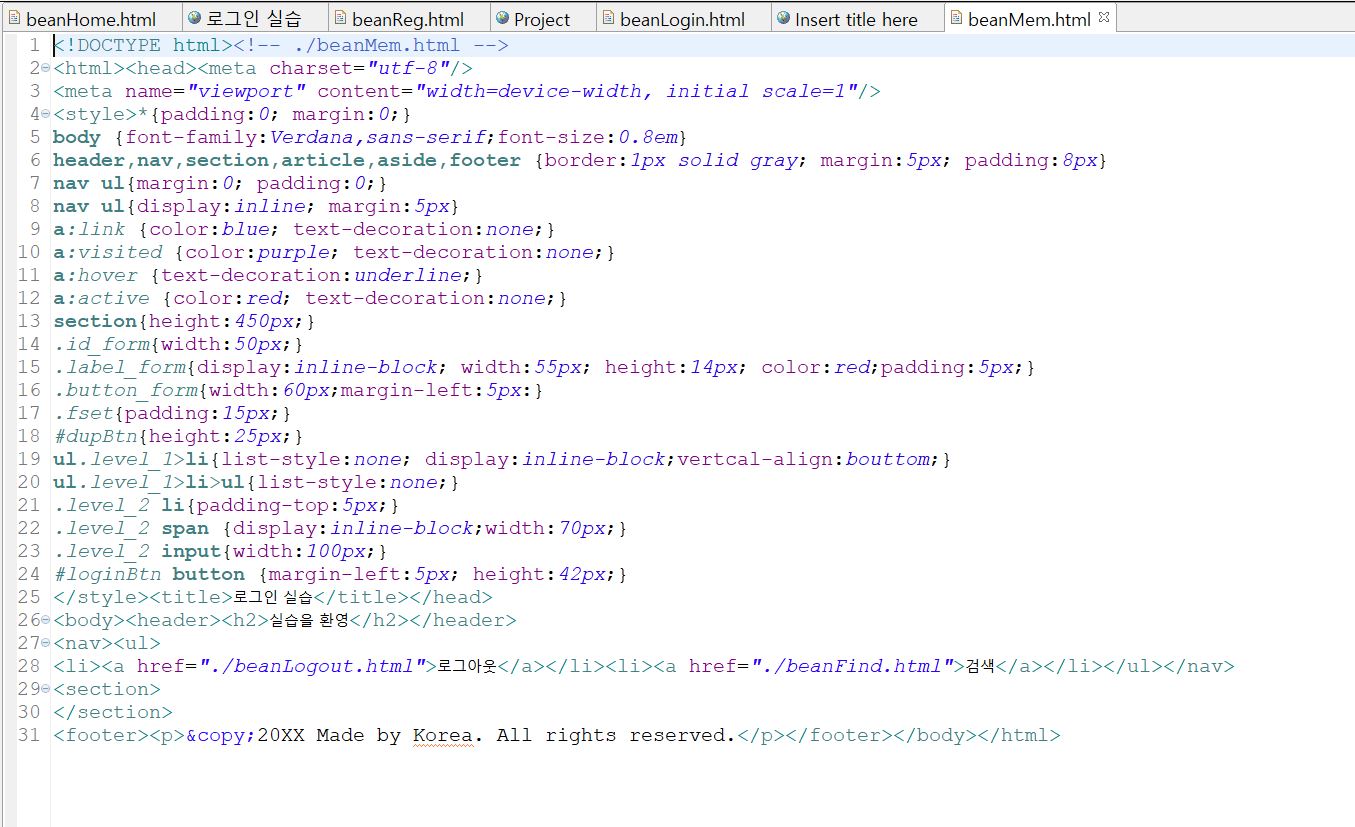 beanHome.html 로그인 실습 beanReg.html Project beanLogin.html Insert title here beanMem.html
1 <!DOCTYPE html><!-- ./beanMem.html -->
2 <html><head><meta charset="utf-8"/>
3 <meta name="viewport" content="width=device-width, initial scale=1"/>
4 <style>*{padding:0; margin:0;}
5 body {font-family:Verdana,sans-serif;font-size:0.8em}
6 header,nav,section,article,aside,footer {border:1px solid gray; margin:5px; padding:8px}
7 nav ul{margin:0; padding:0;}
8 nav ul{display:inline; margin:5px}
9 a:link {color:blue; text-decoration:none;}
10 a:visited {color:purple; text-decoration:none;}
11 a:hover {text-decoration:underline;}
12 a:active {color:red; text-decoration:none;}
13 section{height:450px;}
14 .id_form{width:50px;}
15 .label_form{display:inline-block; width:55px; height:14px; color:red;padding:5px;}
16 .button_form{width:60px;margin-left:5px:}
17 .fset{padding:15px;}
18 #dupBtn{height:25px;}
19 ul.level_1>li{list-style:none; display:inline-block;vertcal-align:bouttom;}
20 ul.level_1>li>ul{list-style:none;}
21 .level_2 li{padding-top:5px;}
22 .level_2 span {display:inline-block;width:70px;}
23 .level_2 input{width:100px;}
24 #loginBtn button {margin-left:5px; height:42px;}
25 </style><title>로그인 실습</title></head>
26 <body><header><h2>실습을 환영</h2></header>
27 <nav><ul>
28 <li><a href="./beanLogout.html">로그아웃</a></li><li><a href="./beanFind.html">검색</a></li></ul></nav>
29 <section>
30 </section>
31 <footer><p>&copy;20XX Made by Korea. All rights reserved.</p></footer></body></html>